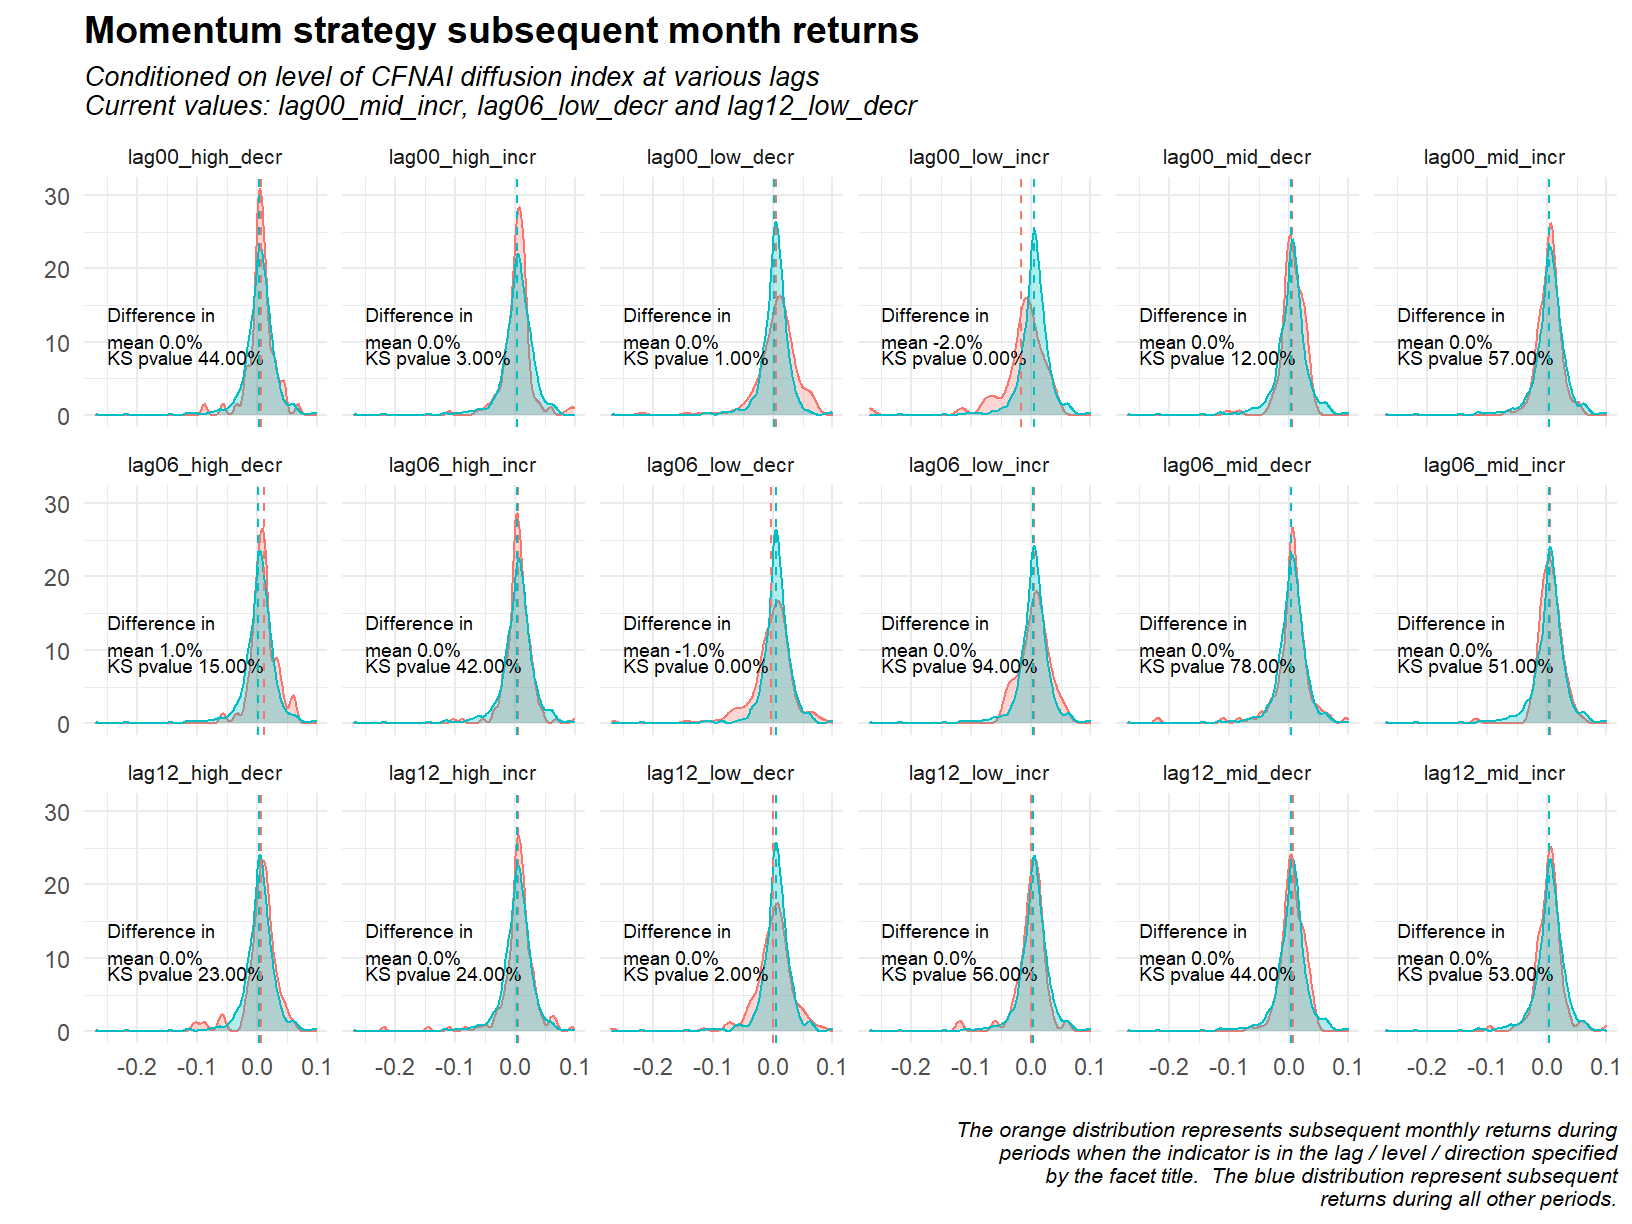 Momentum strategy subsequent month returns
Conditioned on level of CFNAI diffusion index at various lags
Current values: lag00_mid_incr, lag06_low_decr and lag12_low_decr
lag00_high_decr lag00_high_incr lag00_low_decr lag00_low_incr lag00_mid_decr lag00_mid_incr
30
20
Difference in Difference in Difference in Difference in Difference in Difference in
10 mean 0.0% mean 0.0% mean 0.0% mean -2.0% mean 0.0% mean 0.0%
KS pvalue 44.00% KS pvalue 3.00% KS pvalue 1.00% KS pvalue 0.00% KS pvalue 12.00% KS pvalue 57.00%
0
lag06_high_decr lag06_high_incr lag06_low_decr lag06_low_incr lag06_mid_decr lag06_mid_incr
30
20
Difference in Difference in Difference in Difference in Difference in Difference in
10 mean 1.0% mean 0.0% mean -1.0% mean 0.0% mean 0.0% mean 0.0%
KS pvalue 15.00% KS pvalue 42.00% KS pvalue 0.00% KS pvalue 94.00% KS pvalue 78.00% KS pvalue 51.00%
0
lag12_high_decr lag12_high_incr lag12_low_decr lag12_low_incr lag12_mid_decr lag12_mid_incr
30
20
Difference in Difference in Difference in Difference in Difference in Difference in
10 mean 0.0% mean 0.0% mean 0.0% mean 0.0% mean 0.0% mean 0.0%
KS pvalue 23.00% KS pvalue 24.00% KS pvalue 2.00% KS pvalue 56.00% KS pvalue 44.00% KS pvalue 53.00%
0
-0.2 -0.1 0.0 0.1 -0.2 -0.1 0.0 0.1 -0.2 -0.1 0.0 0.1 -0.2 -0.1 0.0 0.1 -0.2 -0.1 0.0 0.1 -0.2 -0.1 0.0 0.1
The orange distribution represents subsequent monthly returns during
periods when the indicator is in the lag / level / direction specified
by the facet title.  The blue distribution represent subsequent
returns during all other periods.